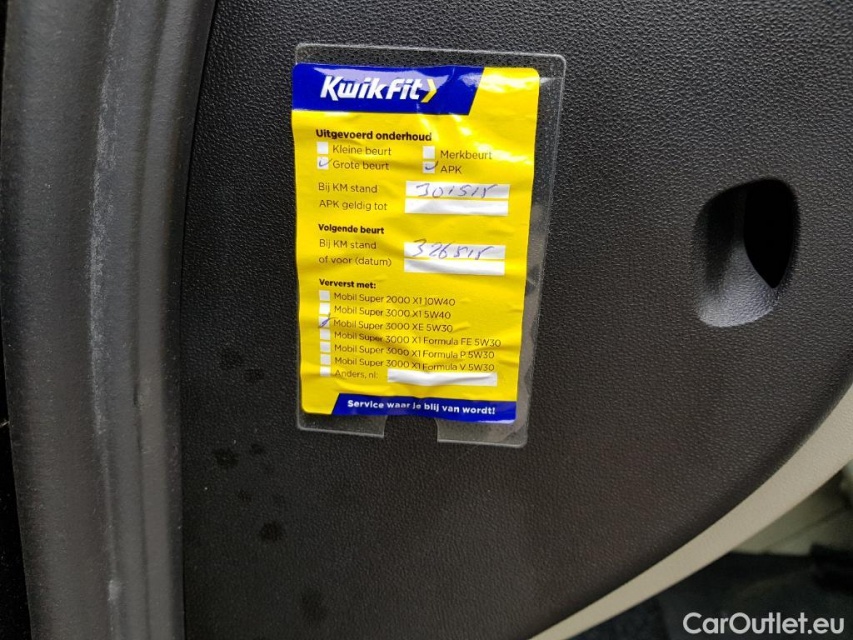 KwikFit
Uitgevoerd onderhoud
Kleine beurt Merkbeurt
Grote beurt APK
Bij KM stand 301515
APK geldig tot
Volgende beurt
Bij KM stand 326515
of voor (datum)
Ververst met:
Mobil Super 2000 X1 10W40
Mobil Super 3000 X1 5W40
Mobil Super 3000 XE 5W30
Mobil Super 3000 X1 Formula FE 5W30
Mobil Super 3000 X1 Formula P 5W30
Mobil Super 3000 X1 Formula V 5W30
Anders, nl:
Service waar je blij van wordt!
CarOutlet.eu